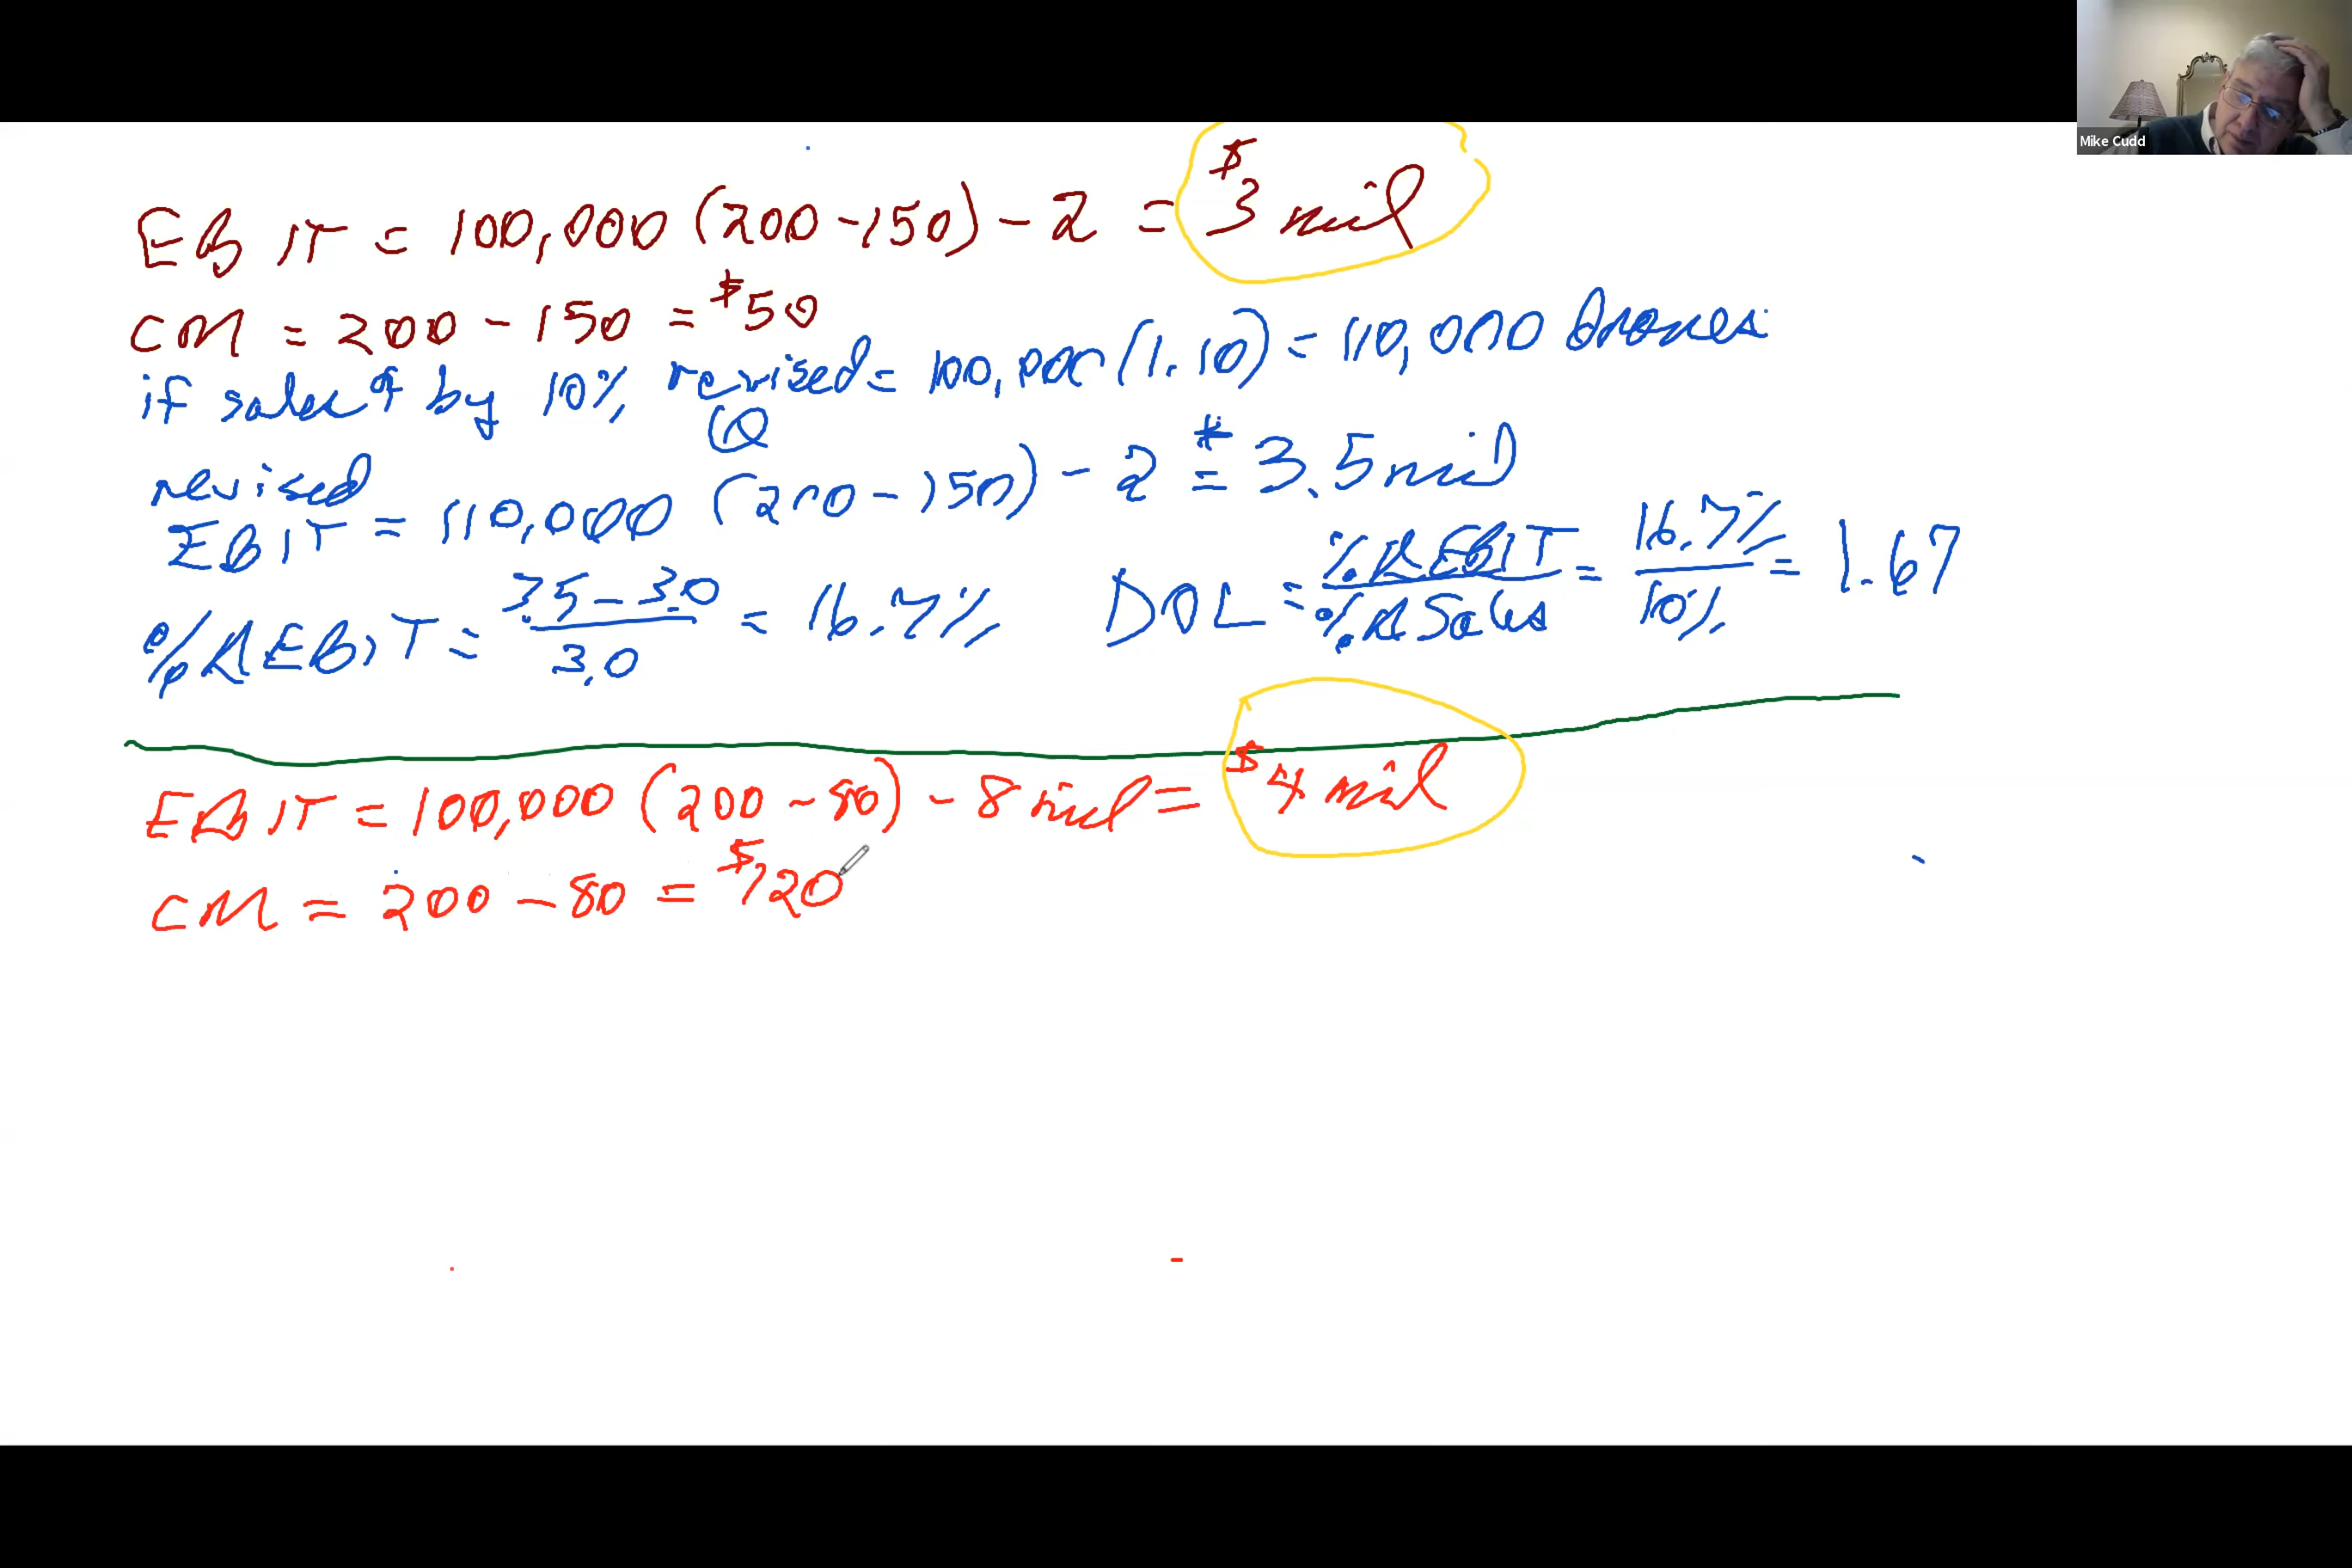 Mike Cudd
EBIT = 100,000 (200 - 150) - 2 = $3 mil
CM = 200 - 150 = $50
if sales ↑ by 10% revised Q = 100,000 (1.10) = 110,000 drones
revised EBIT = 110,000 (200 - 150) - 2 = $3.5 mil
%Δ EBIT = 3.5 - 3.0 / 3.0 = 16.7% DOL = %Δ EBIT / %Δ Sales = 16.7% / 10% = 1.67
EBIT = 100,000 (200 - 80) - 8 mil = $4 mil
CM = 200 - 80 = $120